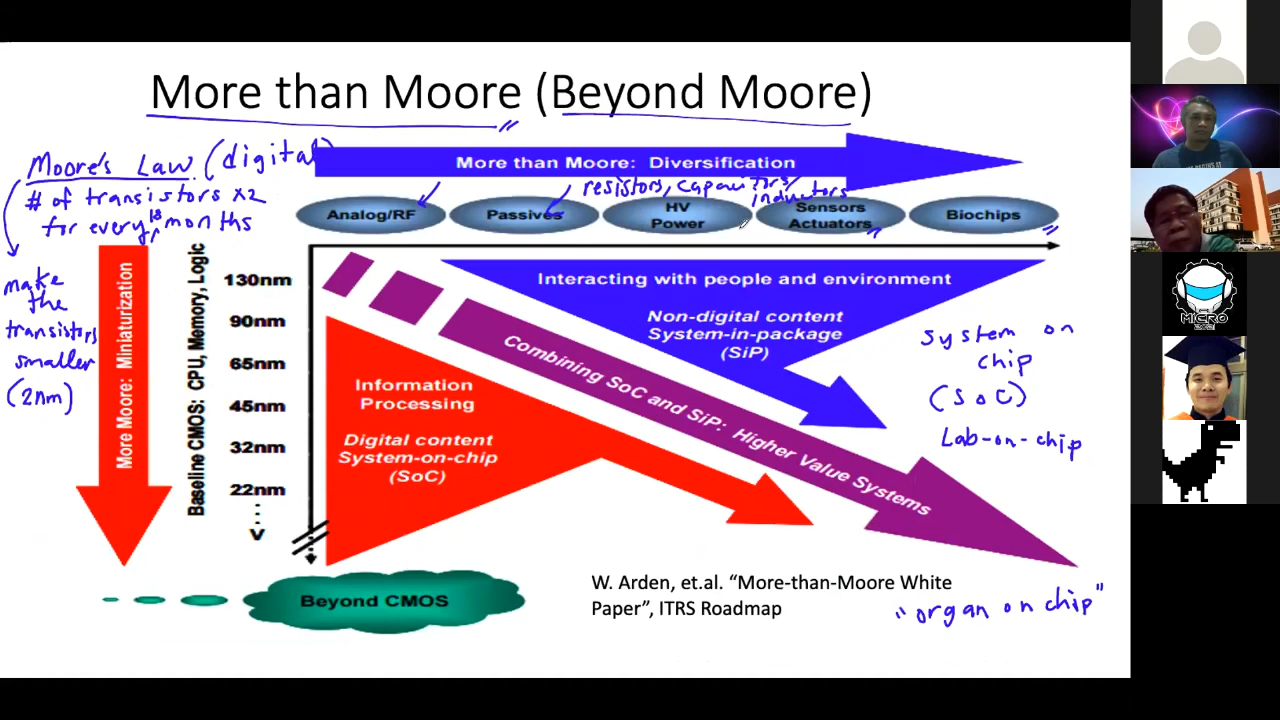 More than Moore (Beyond Moore)
Moore's Law (digital)
# of transistors x2
for every 18 months
yr
make
the
transistors
smaller
(2nm)
More than Moore: Diversification
resistors, capacitors/
inductors
Analog/RF
Passives
HV
Power
Sensors
Actuators
Biochips
More Moore: Miniaturization
Baseline CMOS: CPU, Memory, Logic
130nm
90nm
65nm
45nm
32nm
22nm
V
Interacting with people and environment
Non-digital content
System-in-package
(SiP)
Combining SoC and SiP: Higher Value Systems
Information
Processing
Digital content
System-on-chip
(SoC)
system on
chip
(SoC)
Lab-on-chip
Beyond CMOS
W. Arden, et.al. “More-than-Moore White
Paper”, ITRS Roadmap
"organ on chip"
MICRO